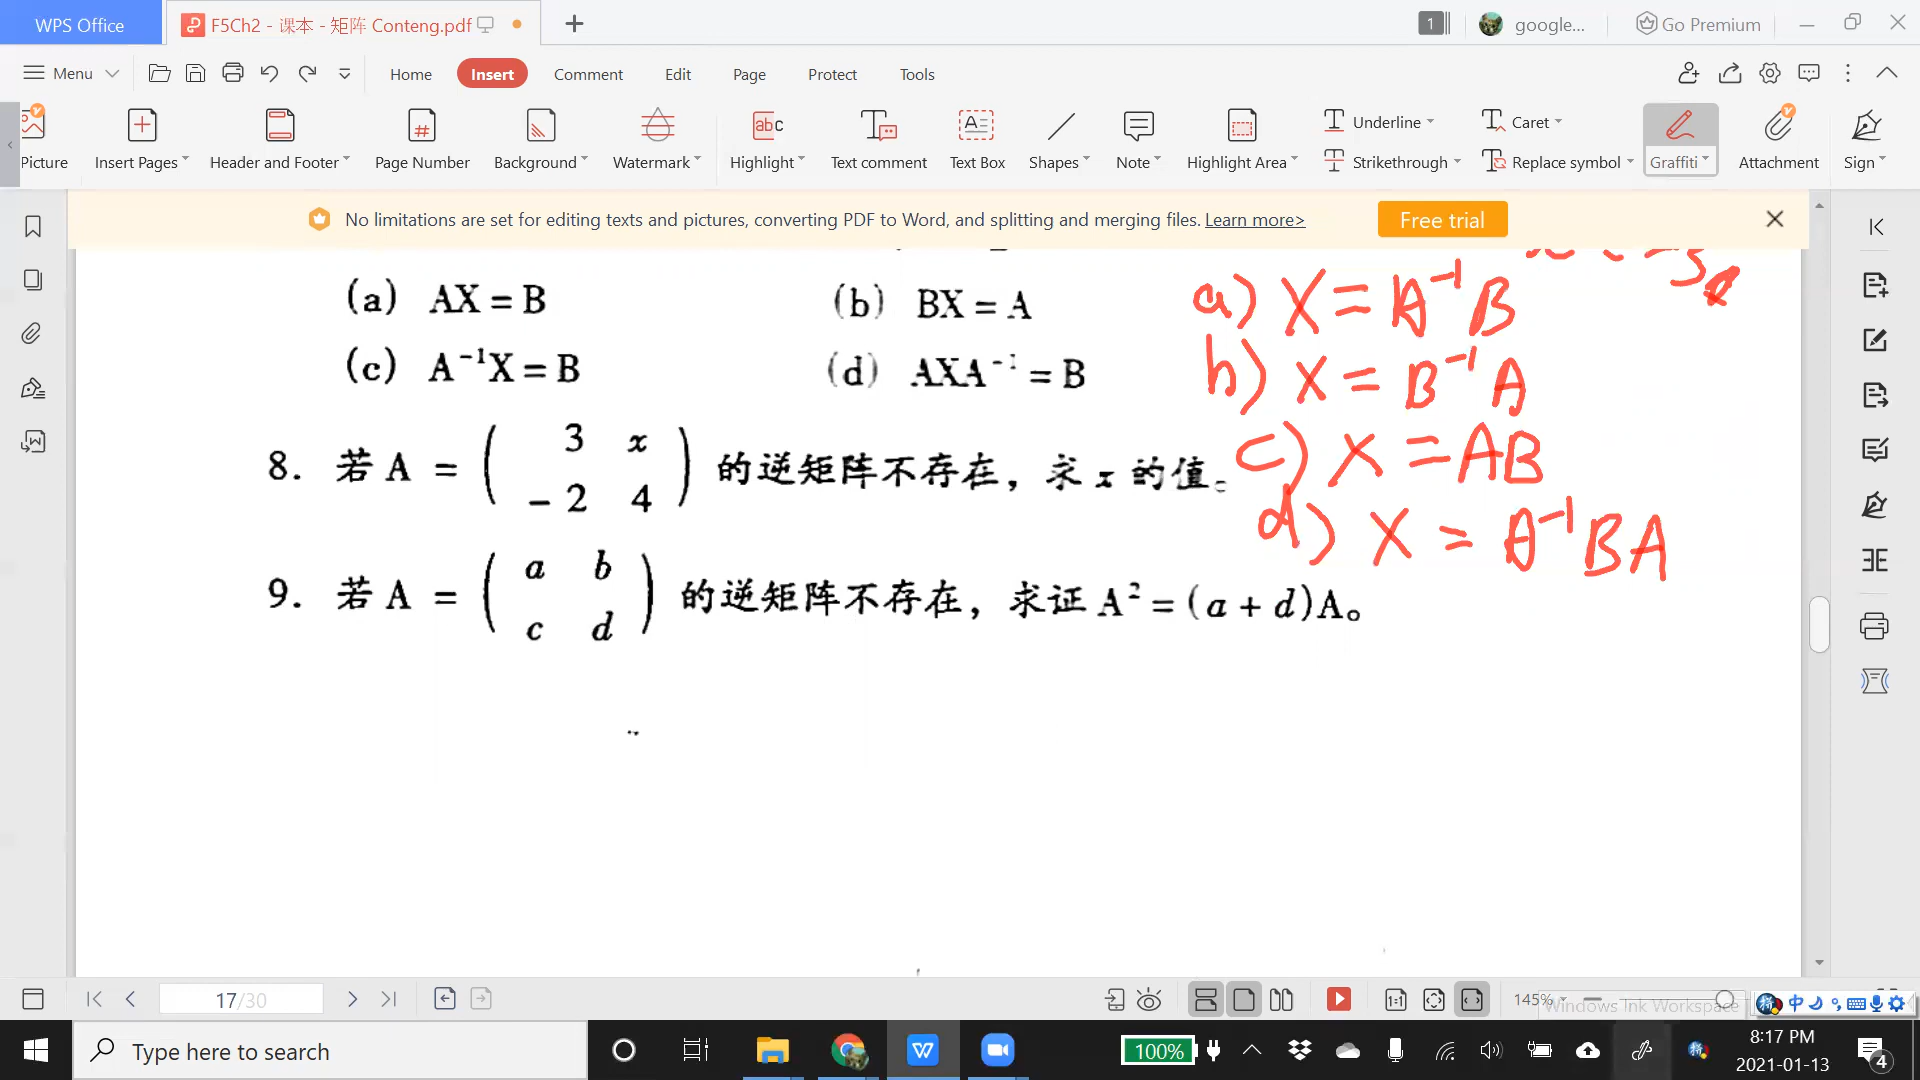 WPS Office
F5Ch2 - 课本 - 矩阵 Conteng.pdf
1
google...
Go Premium
Menu
Home
Insert
Comment
Edit
Page
Protect
Tools
Picture
Insert Pages
Header and Footer
Page Number
Background
Watermark
Highlight
Text comment
Text Box
Shapes
Note
Highlight Area
Underline
Strikethrough
Caret
Replace symbol
Graffiti
Attachment
Sign
No limitations are set for editing texts and pictures, converting PDF to Word, and splitting and merging files. Learn more>
Free trial
(a) AX = B
(b) BX = A
(c) A⁻¹X = B
(d) AXA⁻¹ = B
a) X = A⁻¹B
b) X = B⁻¹A
c) X = AB
d) X = A⁻¹BA
8. 若 A = ( 3 x
-2 4 ) 的逆矩阵不存在，求 x 的值。
9. 若 A = ( a b
c d ) 的逆矩阵不存在，求证 A² = (a + d)A。
17/30
1:1
145%
Windows Ink Workspace
中
Type here to search
100%
8:17 PM
2021-01-13
4